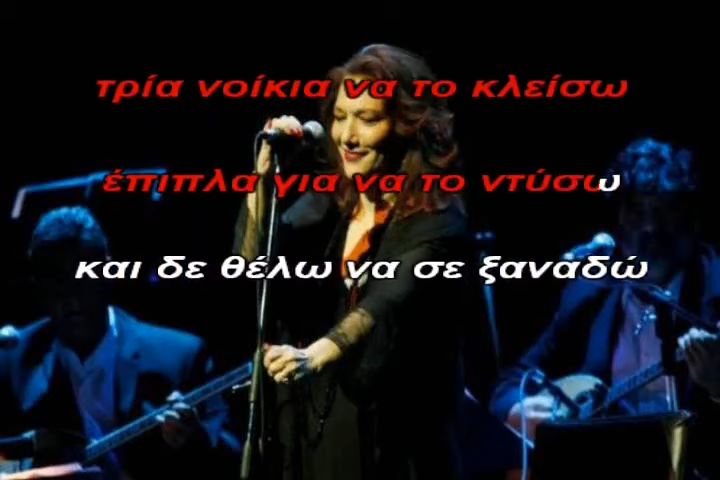 τρία νοίκια να το κλείσω
έπιπλα για να το ντύσω
και δε θέλω να σε ξαναδώ